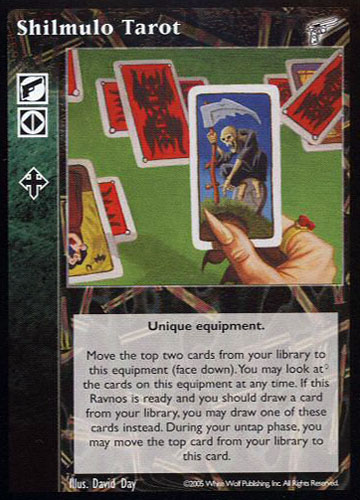 Shilmulo Tarot
Unique equipment.
Move the top two cards from your library to
this equipment (face down). You may look at
the cards on this equipment at any time. If this
Ravnos is ready and you should draw a card
from your library, you may draw one of these
cards instead. During your untap phase, you
may move the top card from your library to
this card.
Illus. David Day
©2005 White Wolf Publishing, Inc. All Rights Reserved.